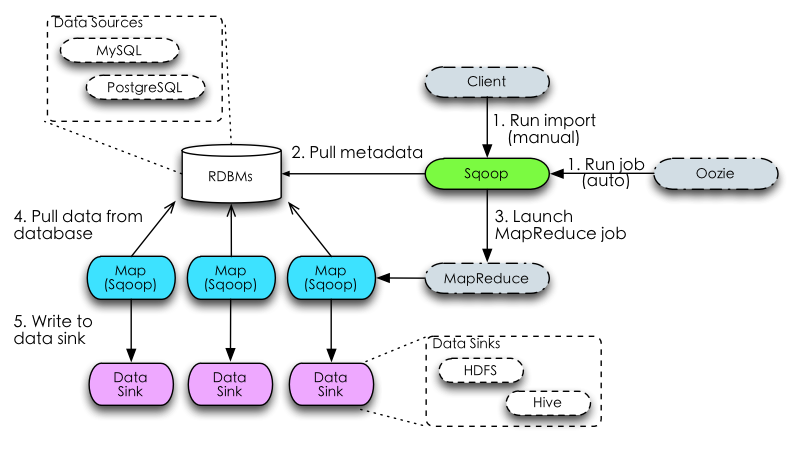 Data Sources
MySQL
PostgreSQL
Client
1. Run import
(manual)
2. Pull metadata
RDBMs
Sqoop
1. Run job
(auto)
Oozie
4. Pull data from
database
3. Launch
MapReduce job
Map
(Sqoop)
Map
(Sqoop)
Map
(Sqoop)
MapReduce
5. Write to
data sink
Data
Sink
Data
Sink
Data
Sink
Data Sinks
HDFS
Hive